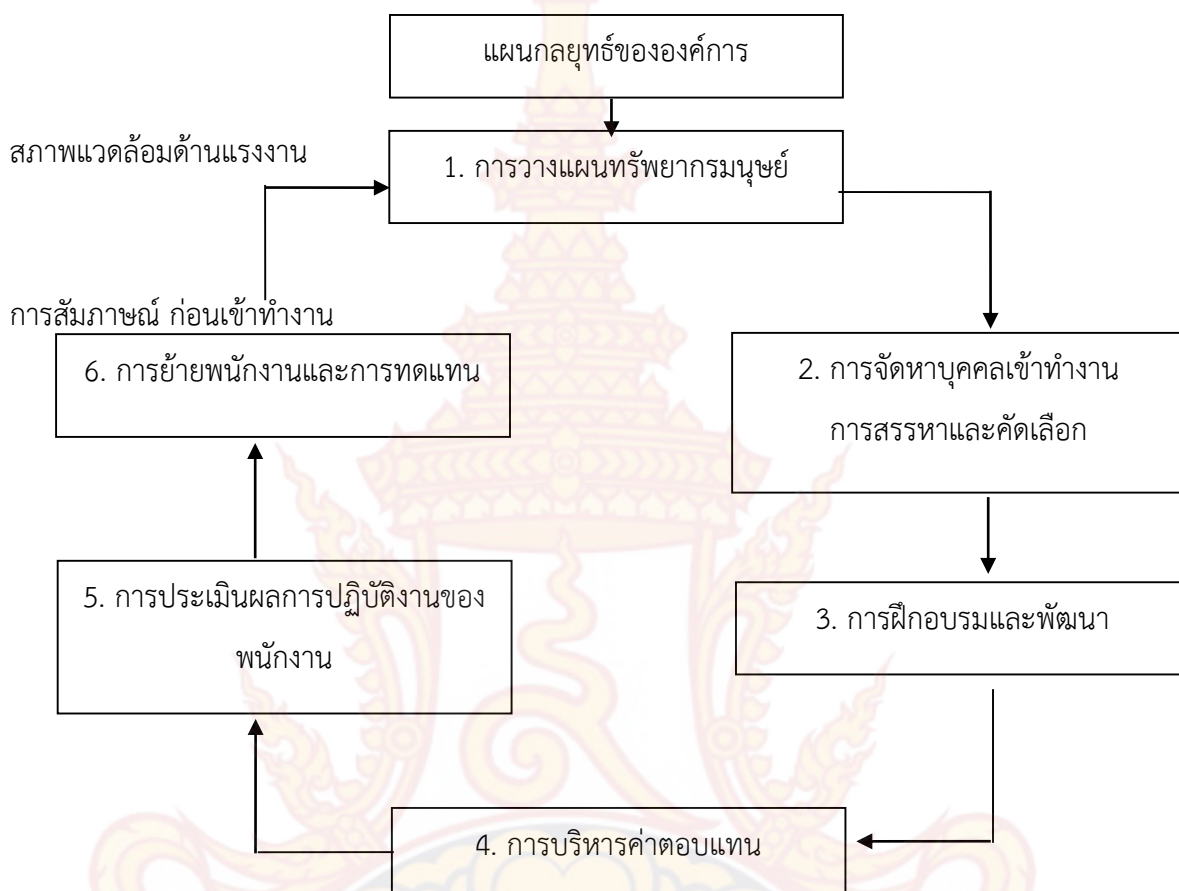 แผนกลยุทธ์ขององค์การ
สภาพแวดล้อมด้านแรงงาน
1. การวางแผนทรัพยากรมนุษย์
การสัมภาษณ์ ก่อนเข้าทำงาน
6. การย้ายพนักงานและการทดแทน
2. การจัดหาบุคคลเข้าทำงาน
การสรรหาและคัดเลือก
5. การประเมินผลการปฏิบัติงานของ
พนักงาน
3. การฝึกอบรมและพัฒนา
4. การบริหารค่าตอบแทน